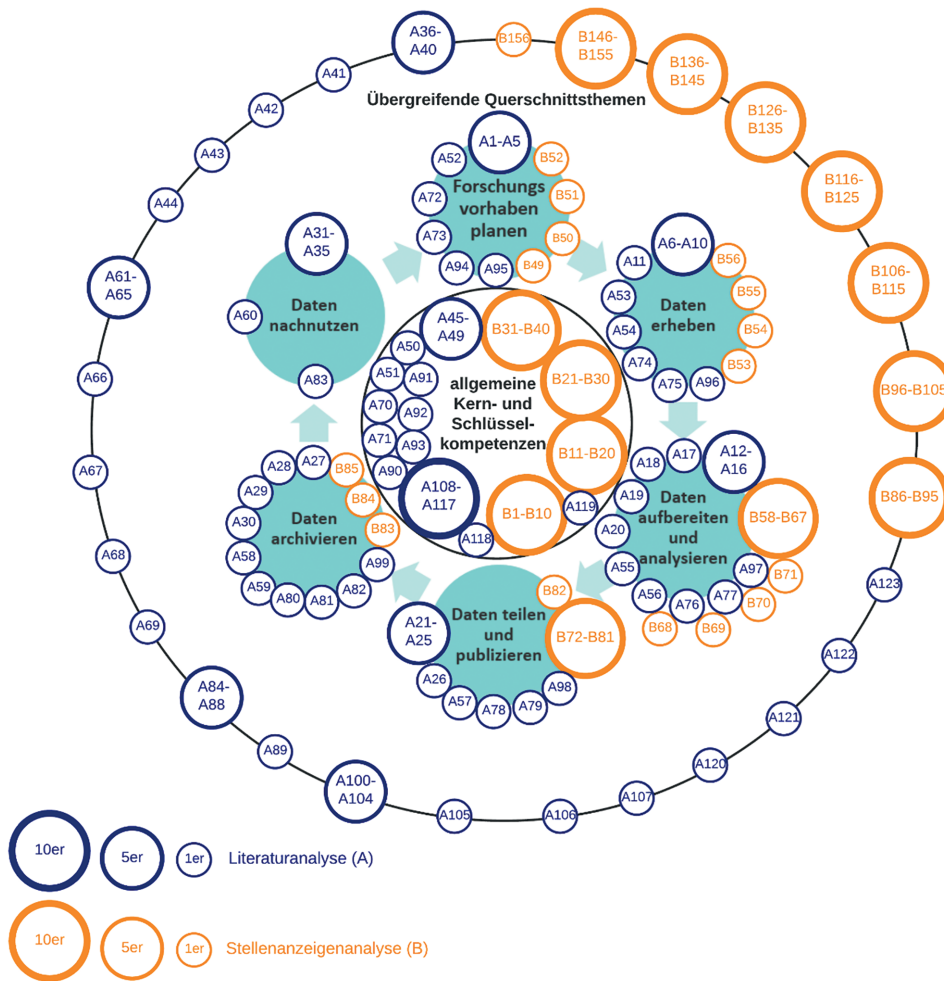 A36-
A40
B156
B146-
B155
B136-
B145
B126-
B135
B116-
B125
B106-
B115
B96-B105
B86-B95
A123
A122
A121
A120
A107
A106
A105
A100-
A104
A89
A84-
A88
A69
A68
A67
A66
A61-
A65
A44
A43
A42
A41
Übergreifende Querschnittsthemen
A1-A5
B52
B51
B50
B49
A95
A94
A73
A72
A52
Forschungs
vorhaben
planen
A6-A10
B56
B55
B54
B53
A96
A75
A74
A54
A53
A11
Daten
erheben
A17
A12-
A16
B58-B67
B71
A97
B70
A77
B69
A76
B68
A56
A55
A20
A19
A18
Daten
aufbereiten
und
analysieren
B82
B72-B81
A98
A79
A78
A57
A26
A21-
A25
Daten teilen
und
publizieren
A27
B85
B84
B83
A99
A82
A81
A80
A59
A58
A30
A29
A28
Daten
archivieren
A31-
A35
A60
A83
Daten
nachnutzen
A45-
A49
B31-B40
B21-B30
B11-B20
A119
B1-B10
A118
A108-
A117
A90
A93
A71
A92
A70
A91
A51
A50
allgemeine
Kern- und
Schlüssel-
kompetenzen
10er
5er
1er
Literaturanalyse (A)
10er
5er
1er
Stellenanzeigenanalyse (B)